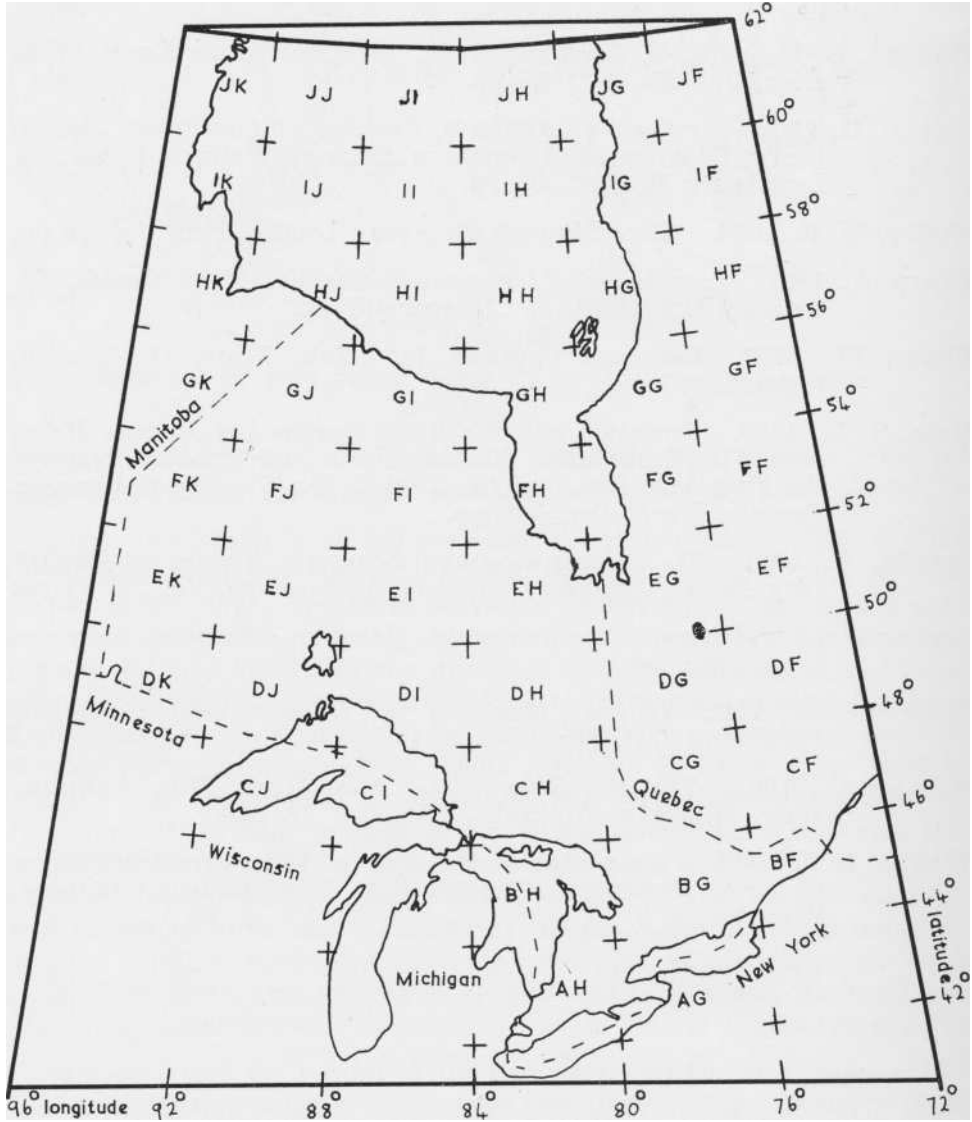 62°
JK JJ JI JH JG JF
60°
IK IJ II IH IG IF
58°
HK HJ HI HH HG HF
56°
GK GJ GI GH GG GF
54°
Manitoba
FK FJ FI FH FG FF
52°
EK EJ EI EH EG EF
50°
DK DJ DI DH DG DF
48°
Minnesota
CJ CI CH CG CF
Quebec
46°
Wisconsin
BH BG BF
44°
latitude
New York
Michigan
AH AG
42°
96° longitude 92 88 84 80 76 72°